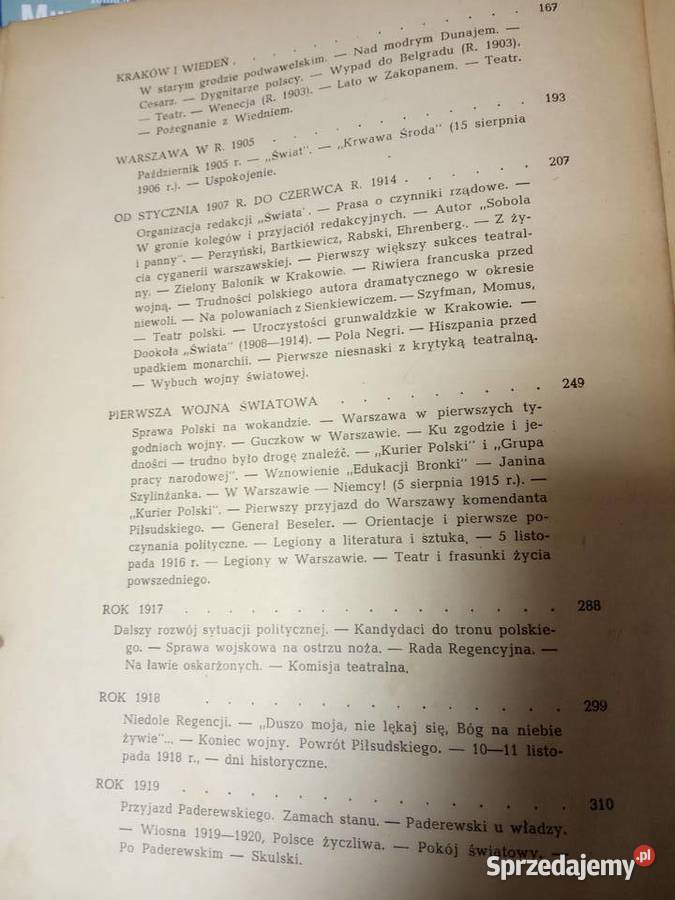 KRAKÓW I WIEDEŃ . . . . . . . . . . . . 167
W starym grodzie podwawelskim. — Nad modrym Dunajem. —
Cesarz. — Dygnitarze polscy. — Wypad do Belgradu (R. 1903).
— Teatr. — Wenecja (R. 1903). — Lato w Zakopanem. — Teatr.
— Pożegnanie z Wiedniem.
WARSZAWA W R. 1905 . . . . . . . . . . . 193
Październik 1905 r. — „Świat". — „Krwawa Środa" (15 sierpnia
1906 r.). — Uspokojenie.
OD STYCZNIA 1907 R. DO CZERWCA R. 1914 . . . . . . 207
Organizacja redakcji „Świata'. — Prasa o czynniki rządowe. —
W gronie kolegów i przyjaciół redakcyjnych. — Autor „Sobola
i panny". — Perzyński, Bartkiewicz, Rabski, Ehrenberg.. — Z ży-
cia cyganerii warszawskiej. — Pierwszy większy sukces teatral-
ny. — Zielony Balonik w Krakowie. — Riwiera francuska przed
wojną. — Trudności polskiego autora dramatycznego w okresie
niewoli. — Na polowaniach z Sienkiewiczem. — Szyfman, Momus,
— Teatr polski. — Uroczystości grunwaldzkie w Krakowie. —
Dookoła „Świata" (1908—1914). — Pola Negri. — Hiszpania przed
upadkiem monarchii. — Pierwsze niesnaski z krytyką teatralną.
— Wybuch wojny światowej.
PIERWSZA WOJNA ŚWIATOWA . . . . . . . . 249
Sprawa Polski na wokandzie. — Warszawa w pierwszych ty-
godniach wojny. — Guczkow w Warszawie. — Ku zgodzie i je-
dności — trudno było drogę znaleźć. — „Kurier Polski" i „Grupa
pracy narodowej". — Wznowienie „Edukacji Bronki" — Janina
Szylinżanka. — W Warszawie — Niemcy! (5 sierpnia 1915 r.). —
„Kurier Polski". — Pierwszy przyjazd do Warszawy komendanta
Piłsudskiego. — Generał Beseler. — Orientacje i pierwsze po-
czynania polityczne. — Legiony a literatura i sztuka, — 5 listo-
pada 1916 r. — Legiony w Warszawie. — Teatr i frasunki życia
powszedniego.
ROK 1917 . . . . . . . . . . . . . . 288
Dalszy rozwój sytuacji politycznej. — Kandydaci do tronu polskie-
go. — Sprawa wojskowa na ostrzu noża. — Rada Regencyjna. —
Na ławie oskarżonych. — Komisja teatralna,
ROK 1918 . . . . . . . . . . . . . . 299
Niedole Regencji. — „Duszo moja, nie lękaj się, Bóg na niebie
żywie"... — Koniec wojny. Powrót Piłsudskiego. — 10—11 listo-
pada 1918 r., — dni historyczne.
ROK 1919 . . . . . . . . . . . . . . 310
Przyjazd Paderewskiego. Zamach stanu. — Paderewski u władzy.
— Wiosna 1919—1920, Polsce życzliwa. — Pokój światowy. —
Po Paderewskim — Skulski.
Sprzedajemy.pl